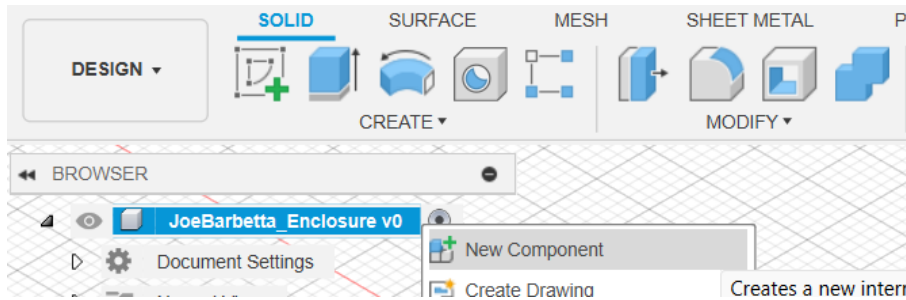 SOLID SURFACE MESH SHEET METAL P
DESIGN
CREATE MODIFY
BROWSER
JoeBarbetta_Enclosure v0
New Component
Document Settings
Create Drawing Creates a new interr